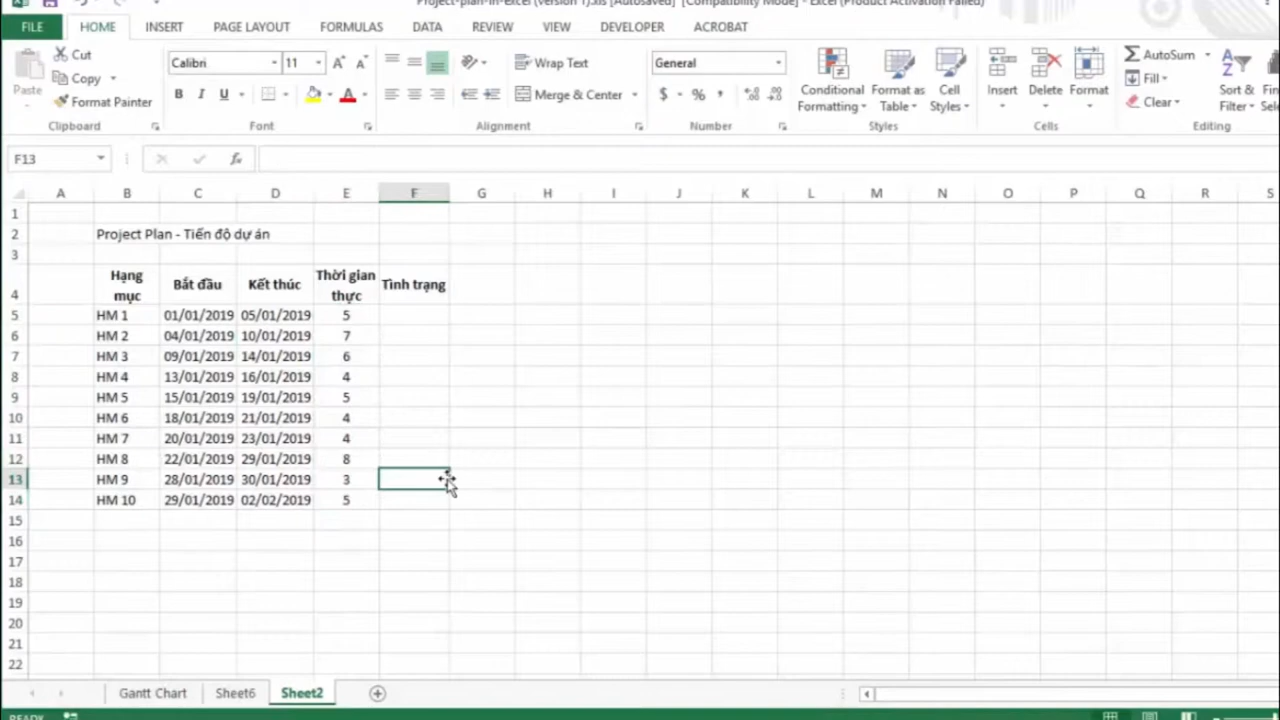 Project-plan-in-Excel (version 1).xls [Autosaved] [Compatibility Mode] - Excel (Product Activation Failed)
FILE HOME INSERT PAGE LAYOUT FORMULAS DATA REVIEW VIEW DEVELOPER ACROBAT
Cut
Copy
Format Painter
Paste
Clipboard
Calibri 11
B I U
Font
Wrap Text
Merge & Center
Alignment
General
$ % ,
Number
Conditional Formatting
Format as Table
Cell Styles
Styles
Insert Delete Format
Cells
AutoSum
Fill
Clear
Sort &
Filter
Editing
F13
fx
A B C D E F G H I J K L M N O P Q R S
1
2 Project Plan - Tiến độ dự án
3
4 Hạng mục Bắt đầu Kết thúc Thời gian thực Tình trạng
5 HM 1 01/01/2019 05/01/2019 5
6 HM 2 04/01/2019 10/01/2019 7
7 HM 3 09/01/2019 14/01/2019 6
8 HM 4 13/01/2019 16/01/2019 4
9 HM 5 15/01/2019 19/01/2019 5
10 HM 6 18/01/2019 21/01/2019 4
11 HM 7 20/01/2019 23/01/2019 4
12 HM 8 22/01/2019 29/01/2019 8
13 HM 9 28/01/2019 30/01/2019 3
14 HM 10 29/01/2019 02/02/2019 5
15
16
17
18
19
20
21
22
Gantt Chart Sheet6 Sheet2
READY